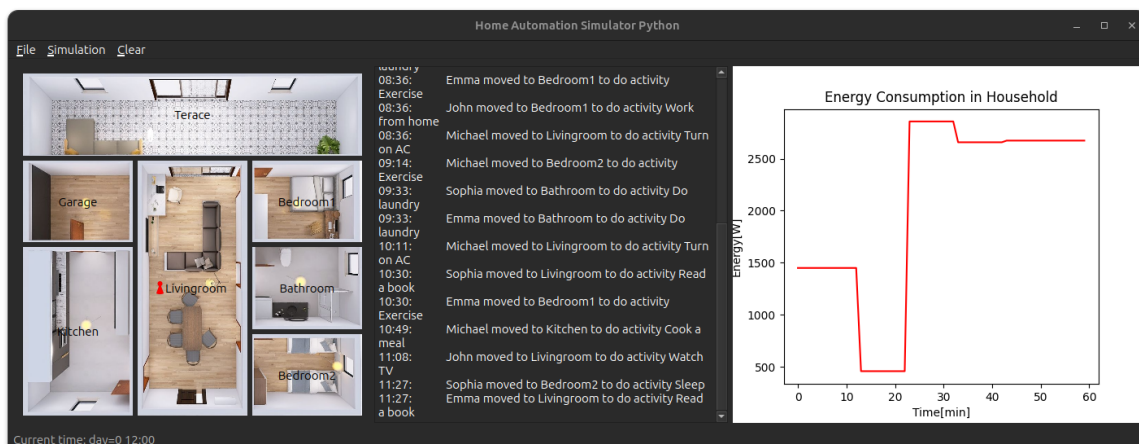 Home Automation Simulator Python
File Simulation Clear
Terace
Garage
Bedroom1
Livingroom
Bathroom
Kitchen
Bedroom2
laundry
08:36: Emma moved to Bedroom1 to do activity
Exercise
08:36: John moved to Bedroom1 to do activity Work
from home
08:36: Michael moved to Livingroom to do activity Turn
on AC
09:14: Michael moved to Bedroom2 to do activity
Exercise
09:33: Sophia moved to Bathroom to do activity Do
laundry
09:33: Emma moved to Bathroom to do activity Do
laundry
10:11: Michael moved to Livingroom to do activity Turn
on AC
10:30: Sophia moved to Livingroom to do activity Read
a book
10:30: Emma moved to Bedroom1 to do activity
Exercise
10:49: Michael moved to Kitchen to do activity Cook a
meal
11:08: John moved to Livingroom to do activity Watch
TV
11:27: Sophia moved to Bedroom2 to do activity Sleep
11:27: Emma moved to Livingroom to do activity Read
a book
Energy Consumption in Household
Energy[W]
2500
2000
1500
1000
500
0 10 20 30 40 50 60
Time[min]
Current time: day=0 12:00